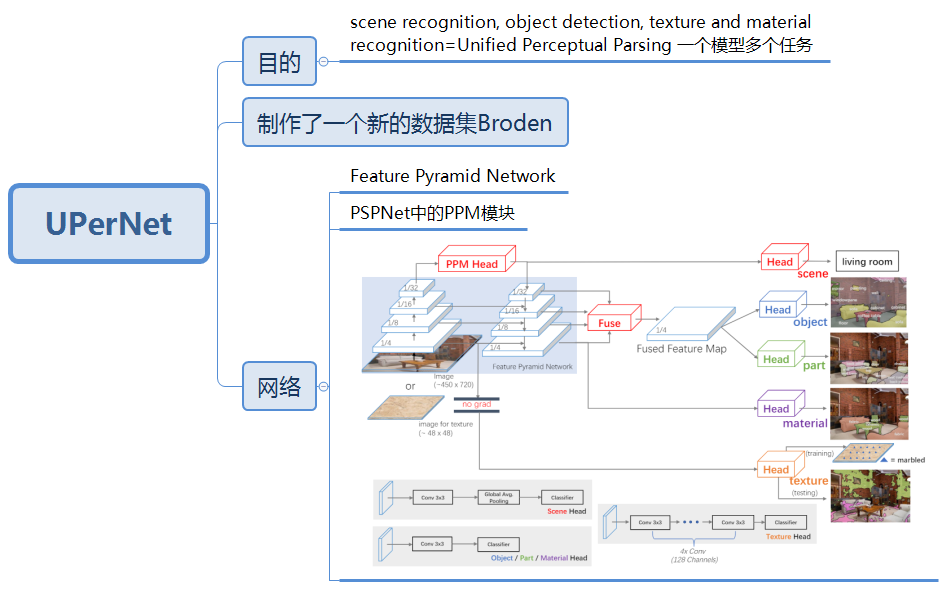 scene recognition, object detection, texture and material
recognition=Unified Perceptual Parsing 一个模型多个任务
目的
制作了一个新的数据集Broden
UPerNet
Feature Pyramid Network
PSPNet中的PPM模块
网络
PPM Head
Head
scene
living room
1/32
1/16
1/8
1/4
1/32
1/16
1/8
1/4
Feature Pyramid Network
Fuse
1/4
Fused Feature Map
Head
object
Head
part
image
(~450 x 720)
or
no grad
image for texture
(~ 48 x 48)
Head
material
Head
texture
(training)
(testing)
= marbled
Conv 3x3
Global Avg.
Pooling
Classifier
Scene Head
Conv 3x3
Classifier
Object / Part / Material Head
Conv 3x3
Conv 3x3
Classifier
Texture Head
4x Conv
(128 Channels)